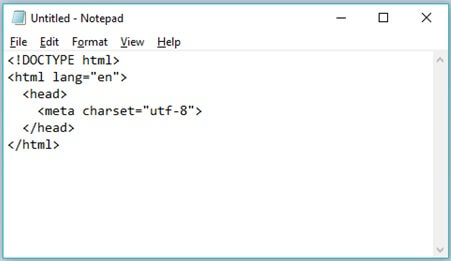 Untitled - Notepad
File Edit Format View Help
<!DOCTYPE html>
<html lang="en">
  <head>
    <meta charset="utf-8">
  </head>
</html>